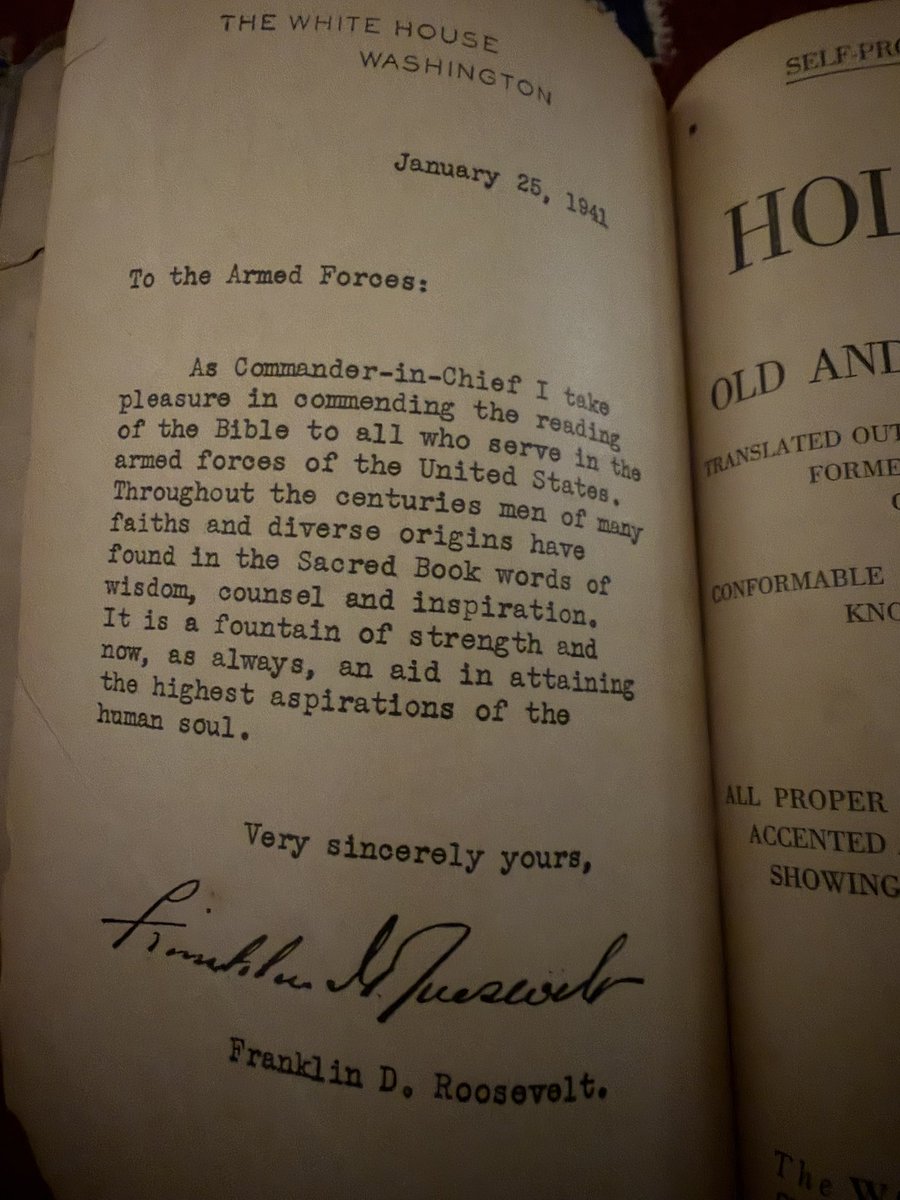 THE WHITE HOUSE
WASHINGTON
January 25, 1941
To the Armed Forces:
As Commander-in-Chief I take
pleasure in commending the reading
of the Bible to all who serve in the
armed forces of the United States.
Throughout the centuries men of many
faiths and diverse origins have
found in the Sacred Book words of
wisdom, counsel and inspiration.
It is a fountain of strength and
now, as always, an aid in attaining
the highest aspirations of the
human soul.
Very sincerely yours,
Franklin D. Roosevelt
Franklin D. Roosevelt.
SELF-PRO
HOL
OLD AND
TRANSLATED OUT
FORME
CONFORMABLE
KNO
ALL PROPER
ACCENTED
SHOWING
The W